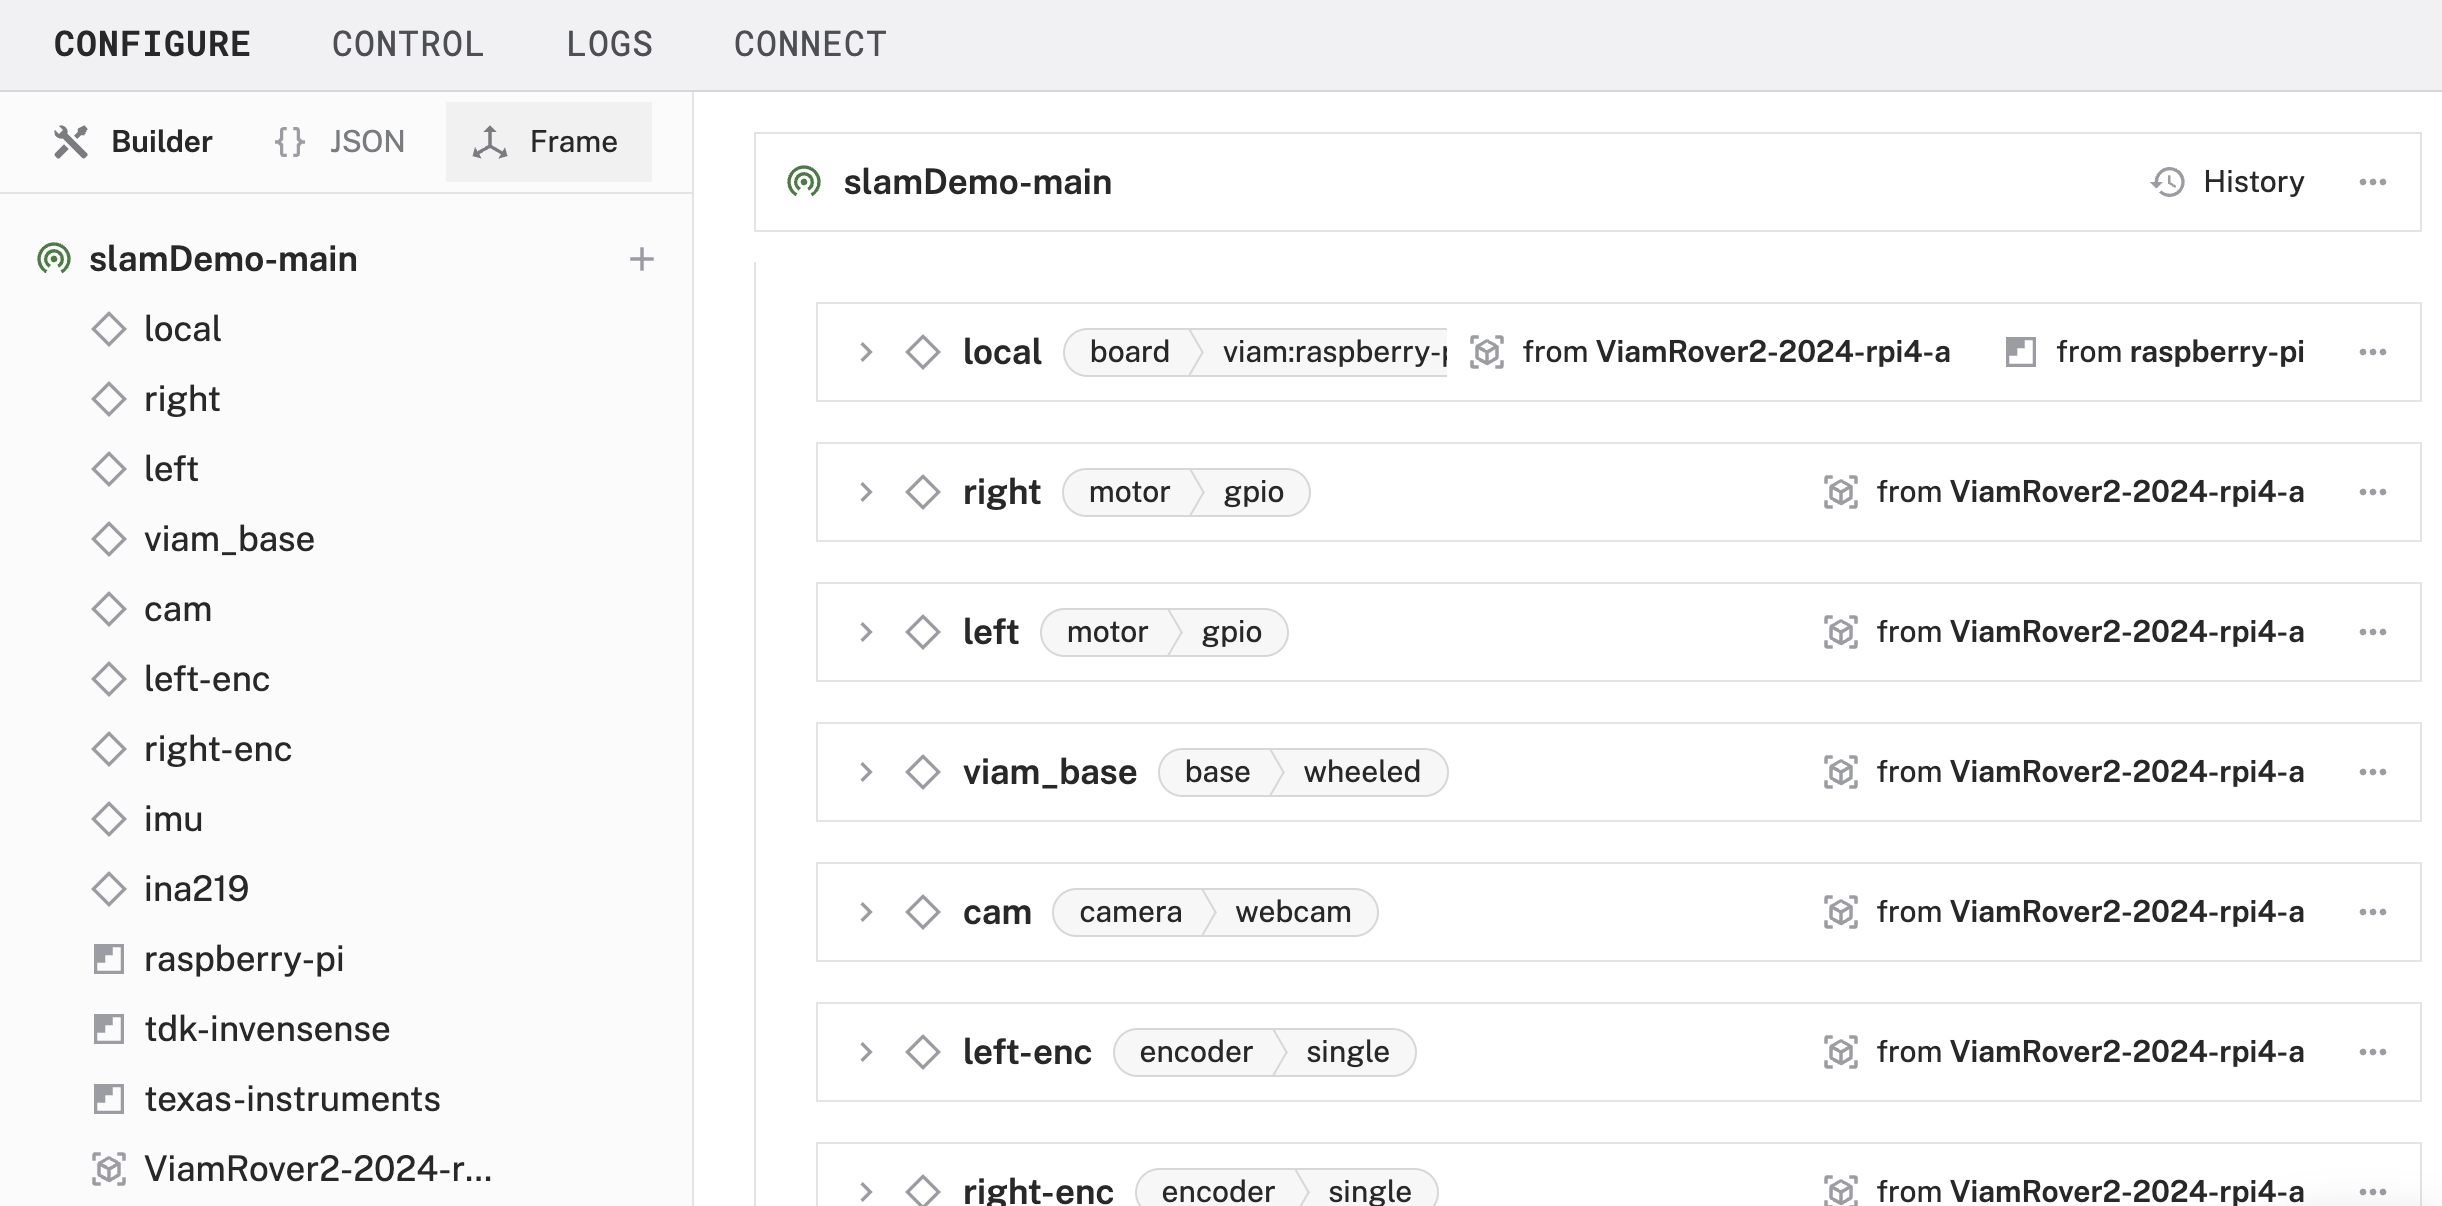 CONFIGURE CONTROL LOGS CONNECT
Builder {} JSON Frame
slamDemo-main +
local
right
left
viam_base
cam
left-enc
right-enc
imu
ina219
raspberry-pi
tdk-invensense
texas-instruments
ViamRover2-2024-r...
slamDemo-main History ...
local board viam:raspberry-p from ViamRover2-2024-rpi4-a from raspberry-pi ...
right motor gpio from ViamRover2-2024-rpi4-a ...
left motor gpio from ViamRover2-2024-rpi4-a ...
viam_base base wheeled from ViamRover2-2024-rpi4-a ...
cam camera webcam from ViamRover2-2024-rpi4-a ...
left-enc encoder single from ViamRover2-2024-rpi4-a ...
right-enc encoder single from ViamRover2-2024-rpi4-a ...